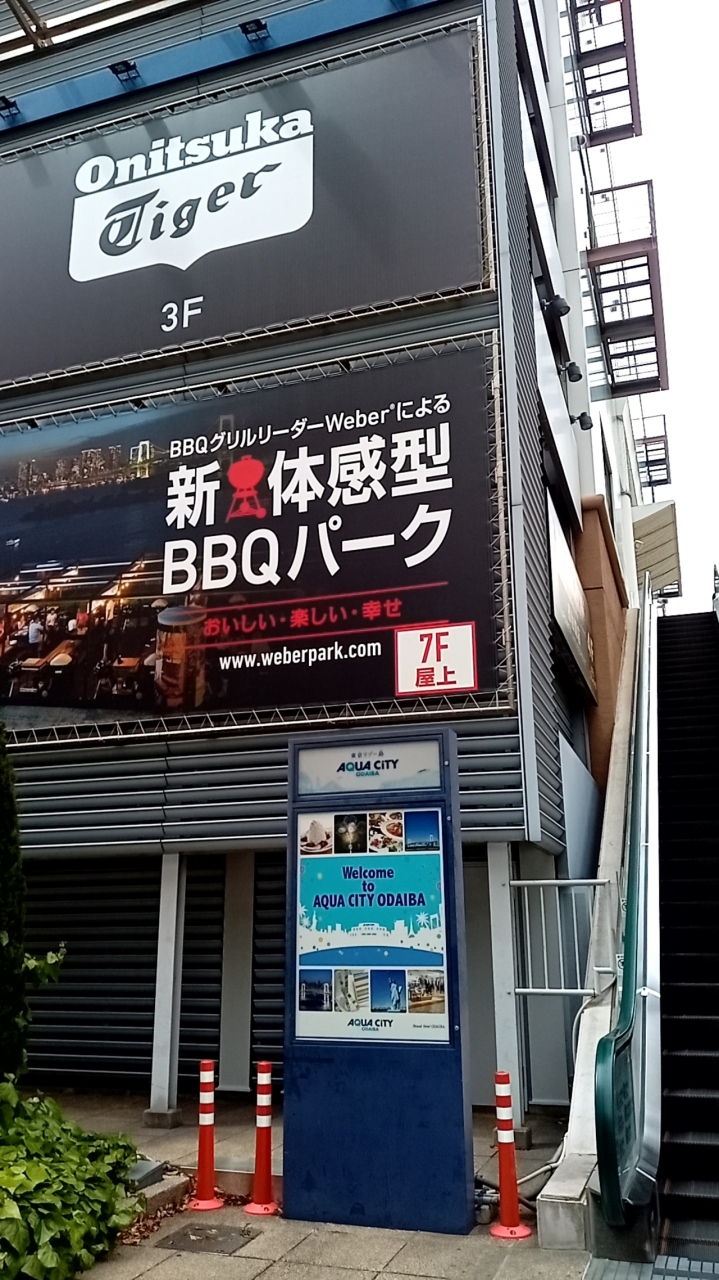 Onitsuka
Tiger
3F
BBQグリルリーダーWeber®による
新 体感型
BBQパーク
おいしい・楽しい・幸せ
www.weberpark.com
7F
屋上
AQUA CiTY
ODAIBA
Welcome
to
AQUA CITY ODAIBA
AQUA CiTY
ODAIBA